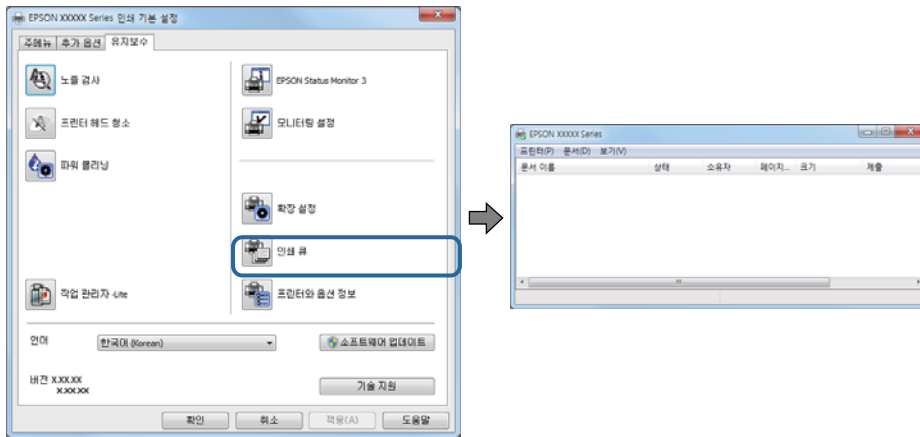 EPSON XXXXX Series 인쇄 기본 설정
주메뉴 추가 옵션 유지보수
노즐 검사
EPSON Status Monitor 3
프린터 헤드 청소
모니터링 설정
파워 클리닝
확장 설정
인쇄 큐
작업 관리자 -Lite
프린터와 옵션 정보
언어 한국어 (Korean)
소프트웨어 업데이트
버전 X.XX.XX
X.XX.XX
기술 지원
확인 취소 적용(A) 도움말
EPSON XXXXX Series
프린터(P) 문서(D) 보기(V)
문서 이름 상태 소유자 페이지... 크기 제출